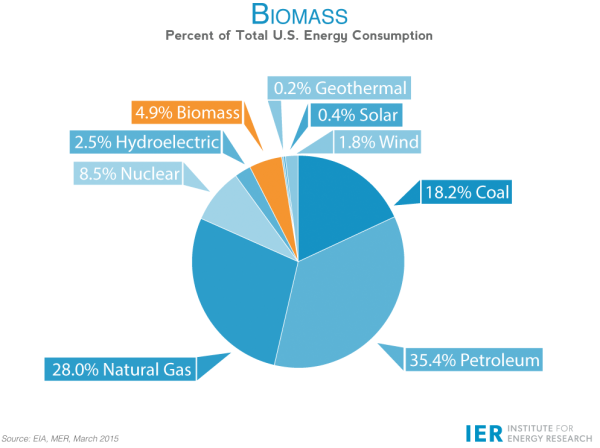 BIOMASS
Percent of Total U.S. Energy Consumption
0.2% Geothermal
4.9% Biomass
0.4% Solar
2.5% Hydroelectric
1.8% Wind
8.5% Nuclear
18.2% Coal
28.0% Natural Gas
35.4% Petroleum
Source: EIA, MER, March 2015
IER INSTITUTE FOR
ENERGY RESEARCH